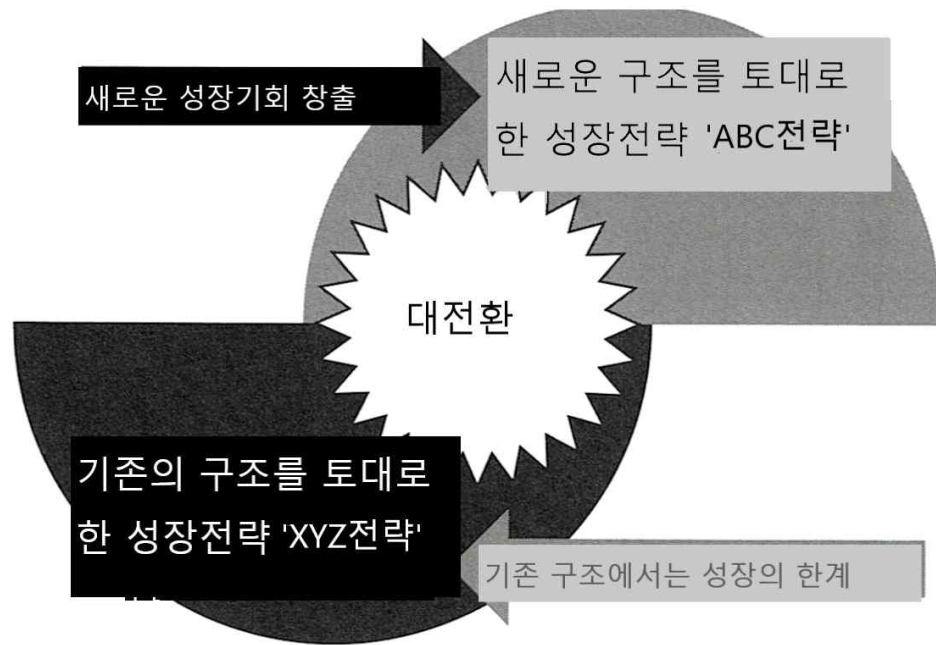 새로운 성장기회 창출
새로운 구조를 토대로
한 성장전략 'ABC전략'
대전환
기존의 구조를 토대로
한 성장전략 'XYZ전략'
기존 구조에서는 성장의 한계